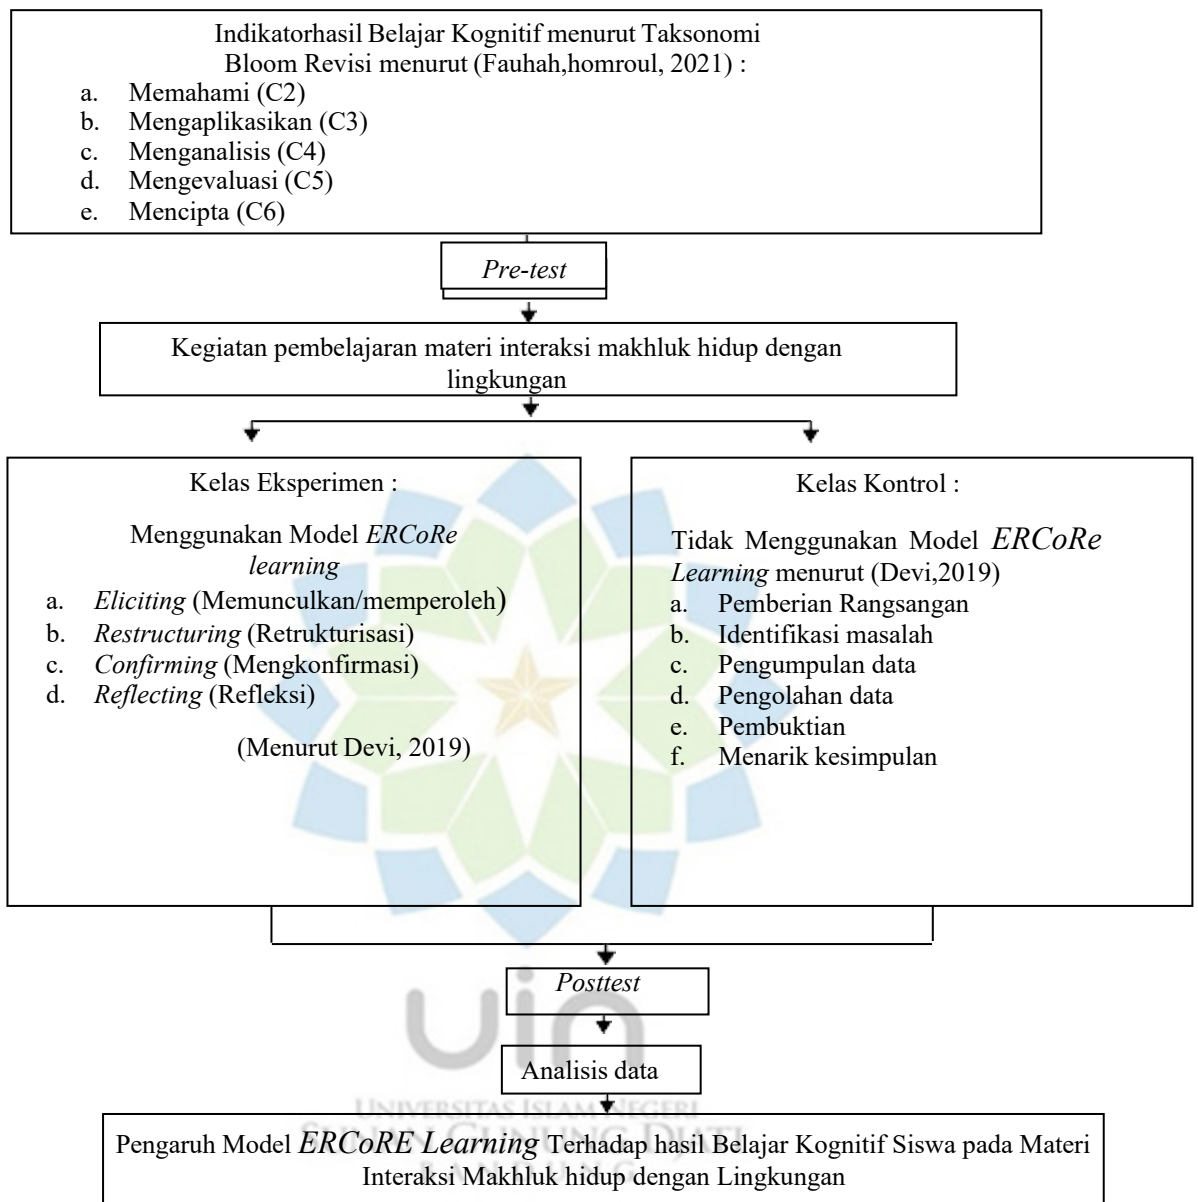 Indikatorhasil Belajar Kognitif menurut Taksonomi
Bloom Revisi menurut (Fauhah,homroul, 2021) :
a. Memahami (C2)
b. Mengaplikasikan (C3)
c. Menganalisis (C4)
d. Mengevaluasi (C5)
e. Mencipta (C6)
Pre-test
Kegiatan pembelajaran materi interaksi makhluk hidup dengan
lingkungan
Kelas Eksperimen :
Menggunakan Model ERCoRe
learning
a. Eliciting (Memunculkan/memperoleh)
b. Restructuring (Retrukturisasi)
c. Confirming (Mengkonfirmasi)
d. Reflecting (Refleksi)
(Menurut Devi, 2019)
Kelas Kontrol :
Tidak Menggunakan Model ERCoRe
Learning menurut (Devi,2019)
a. Pemberian Rangsangan
b. Identifikasi masalah
c. Pengumpulan data
d. Pengolahan data
e. Pembuktian
f. Menarik kesimpulan
Posttest
uin
Analisis data
UNIVERSITAS ISLAM NEGERI
SUNAN GUNUNG DJATI
BANDUNG
Pengaruh Model ERCoRE Learning Terhadap hasil Belajar Kognitif Siswa pada Materi
Interaksi Makhluk hidup dengan Lingkungan